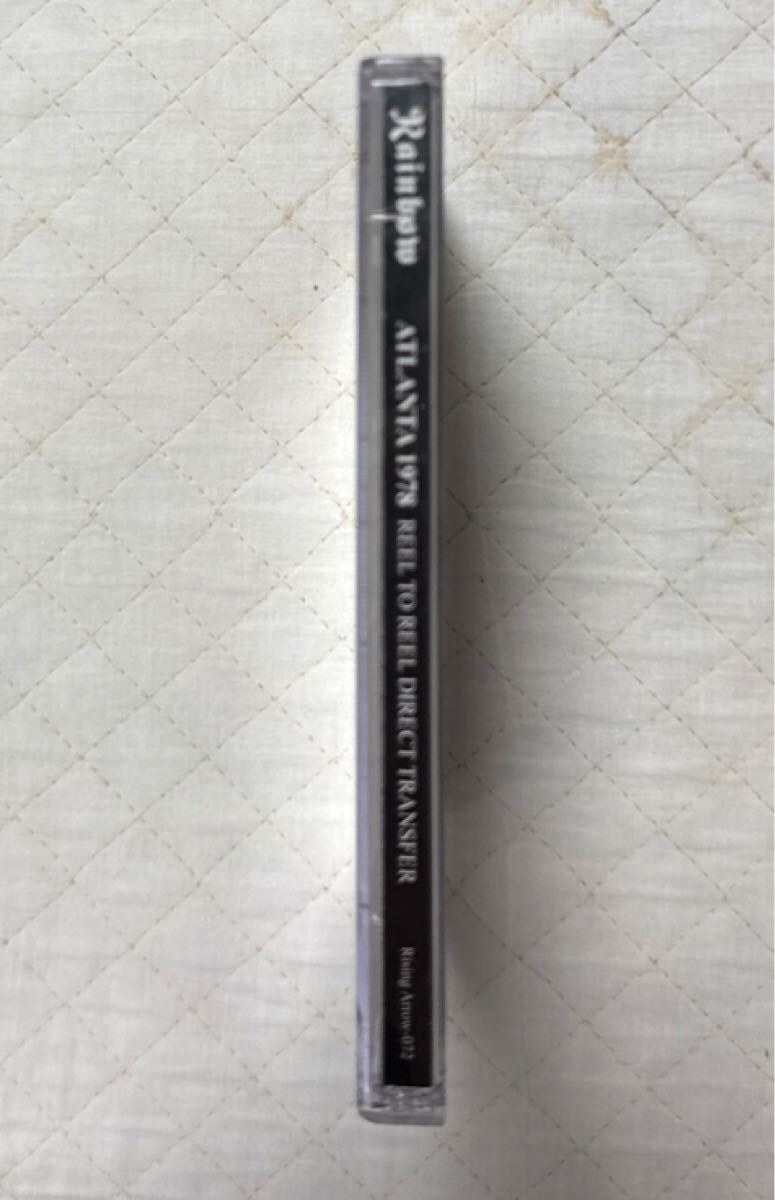 Rainbow ATLANTA 1978 REEL TO REEL DIRECT TRANSFER Rising Arrow-072